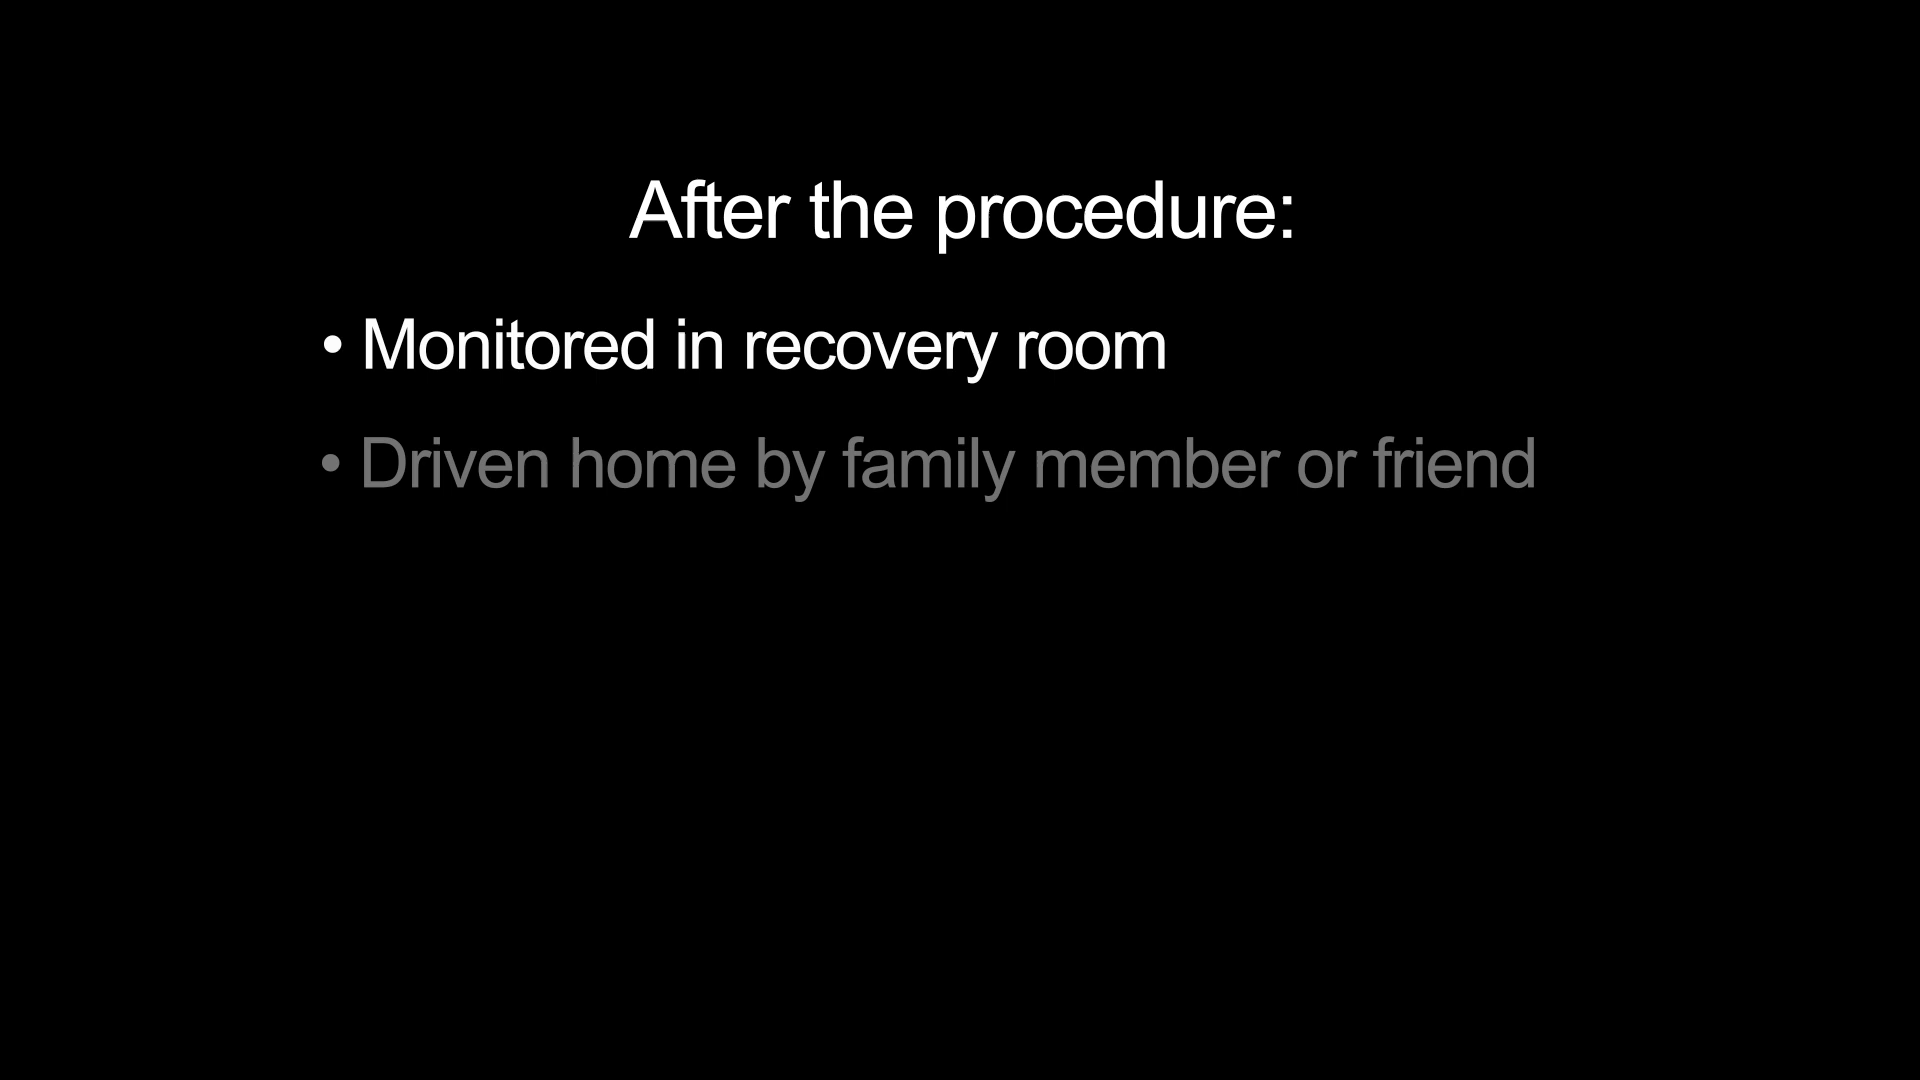 After the procedure:
• Monitored in recovery room
• Driven home by family member or friend